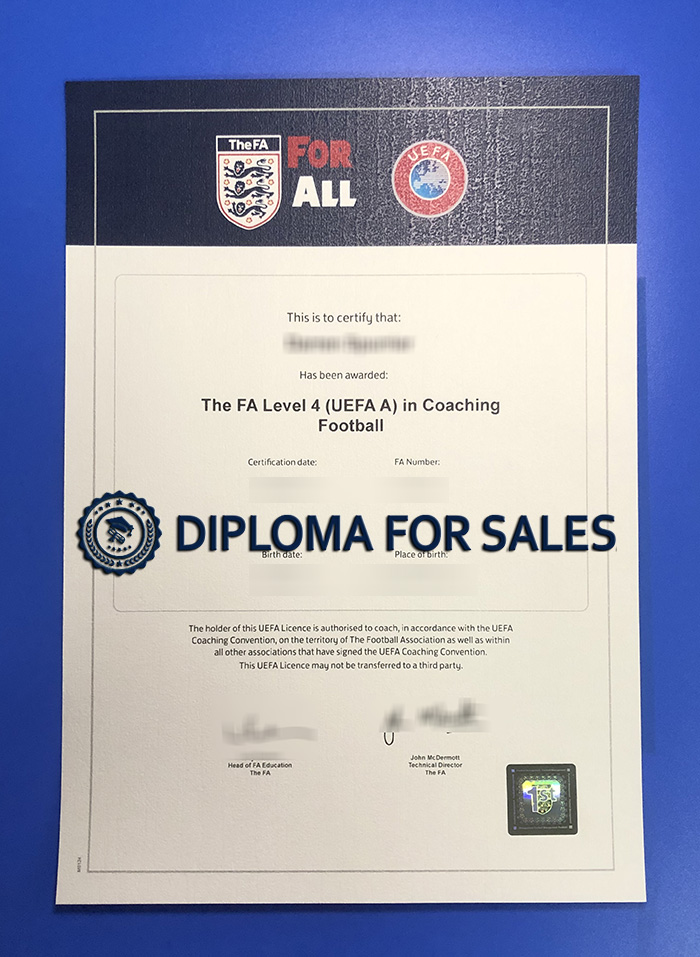 The FA
FOR
ALL
UEFA
This is to certify that:
Has been awarded:
The FA Level 4 (UEFA A) in Coaching
Football
Certification date:
FA Number:
DIPLOMA FOR SALES
Birth date:
Place of birth:
The holder of this UEFA Licence is authorised to coach, in accordance with the UEFA
Coaching Convention, on the territory of The Football Association as well as within
all other associations that have signed the UEFA Coaching Convention.
This UEFA Licence may not be transferred to a third party.
Head of FA Education
The FA
John McDermott
Technical Director
The FA